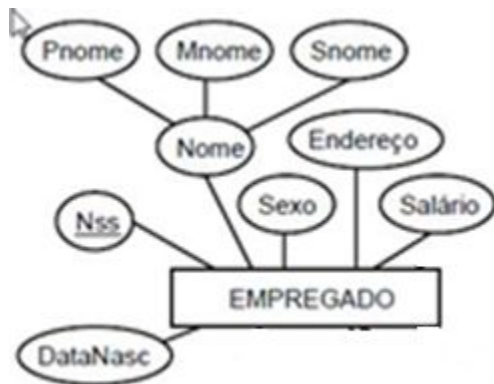 Pnome Mnome Snome
Nome
Endereço
Nss
Sexo
Salário
EMPREGADO
DataNasc